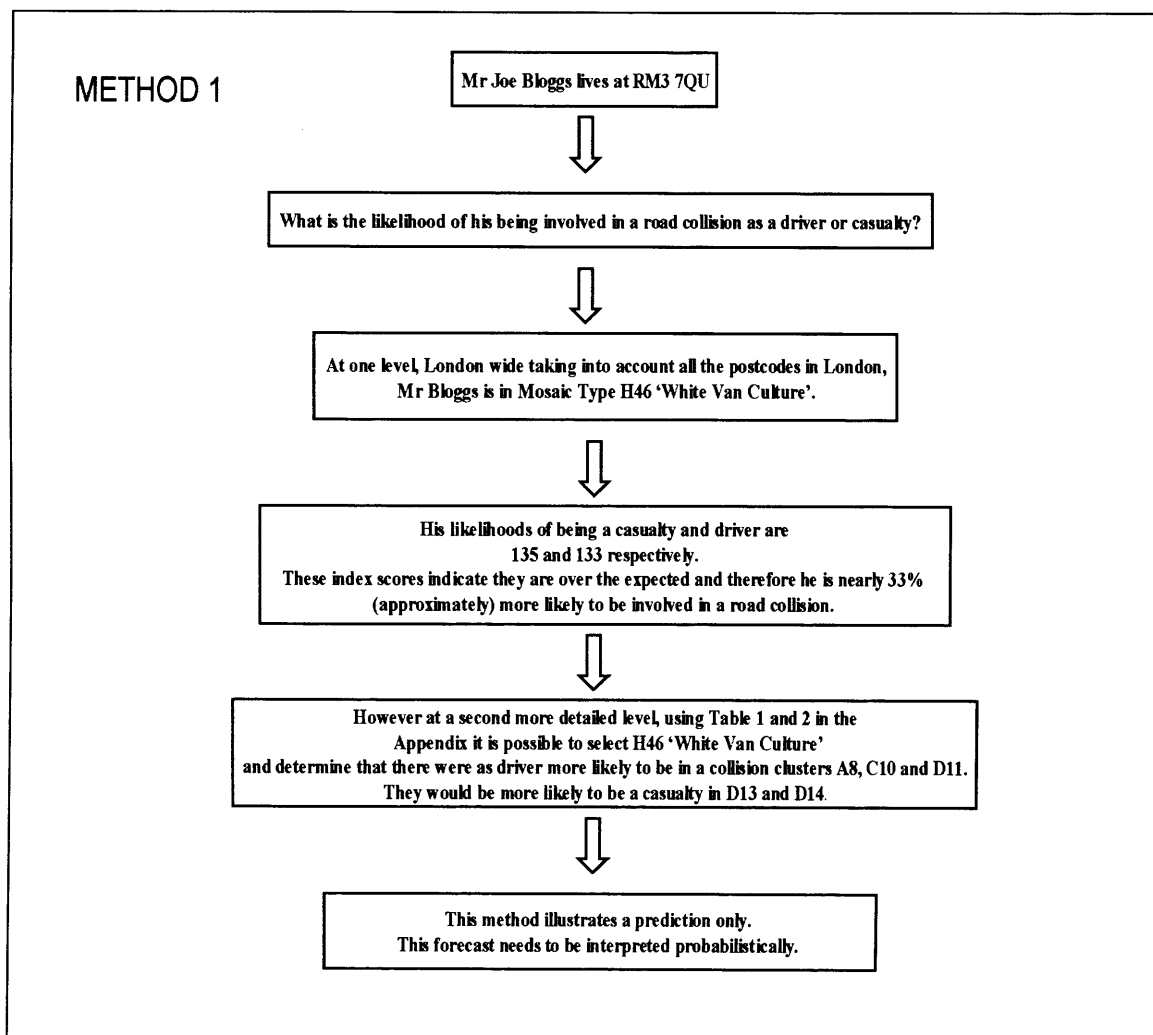 METHOD 1
Mr Joe Bloggs lives at RM3 7QU
What is the likelihood of his being involved in a road collision as a driver or casualty?
At one level, London wide taking into account all the postcodes in London,
Mr Bloggs is in Mosaic Type H46 ‘White Van Culture’.
His likelihoods of being a casualty and driver are
135 and 133 respectively.
These index scores indicate they are over the expected and therefore he is nearly 33%
(approximately) more likely to be involved in a road collision.
However at a second more detailed level, using Table 1 and 2 in the
Appendix it is possible to select H46 ‘White Van Culture’
and determine that there were as driver more likely to be in a collision clusters A8, C10 and D11.
They would be more likely to be a casualty in D13 and D14.
This method illustrates a prediction only.
This forecast needs to be interpreted probabilistically.